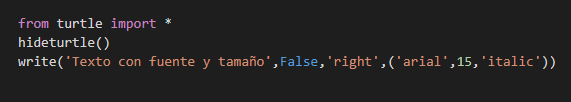 from turtle import *
hideturtle()
write('Texto con fuente y tamaño',False,'right',('arial',15,'italic'))